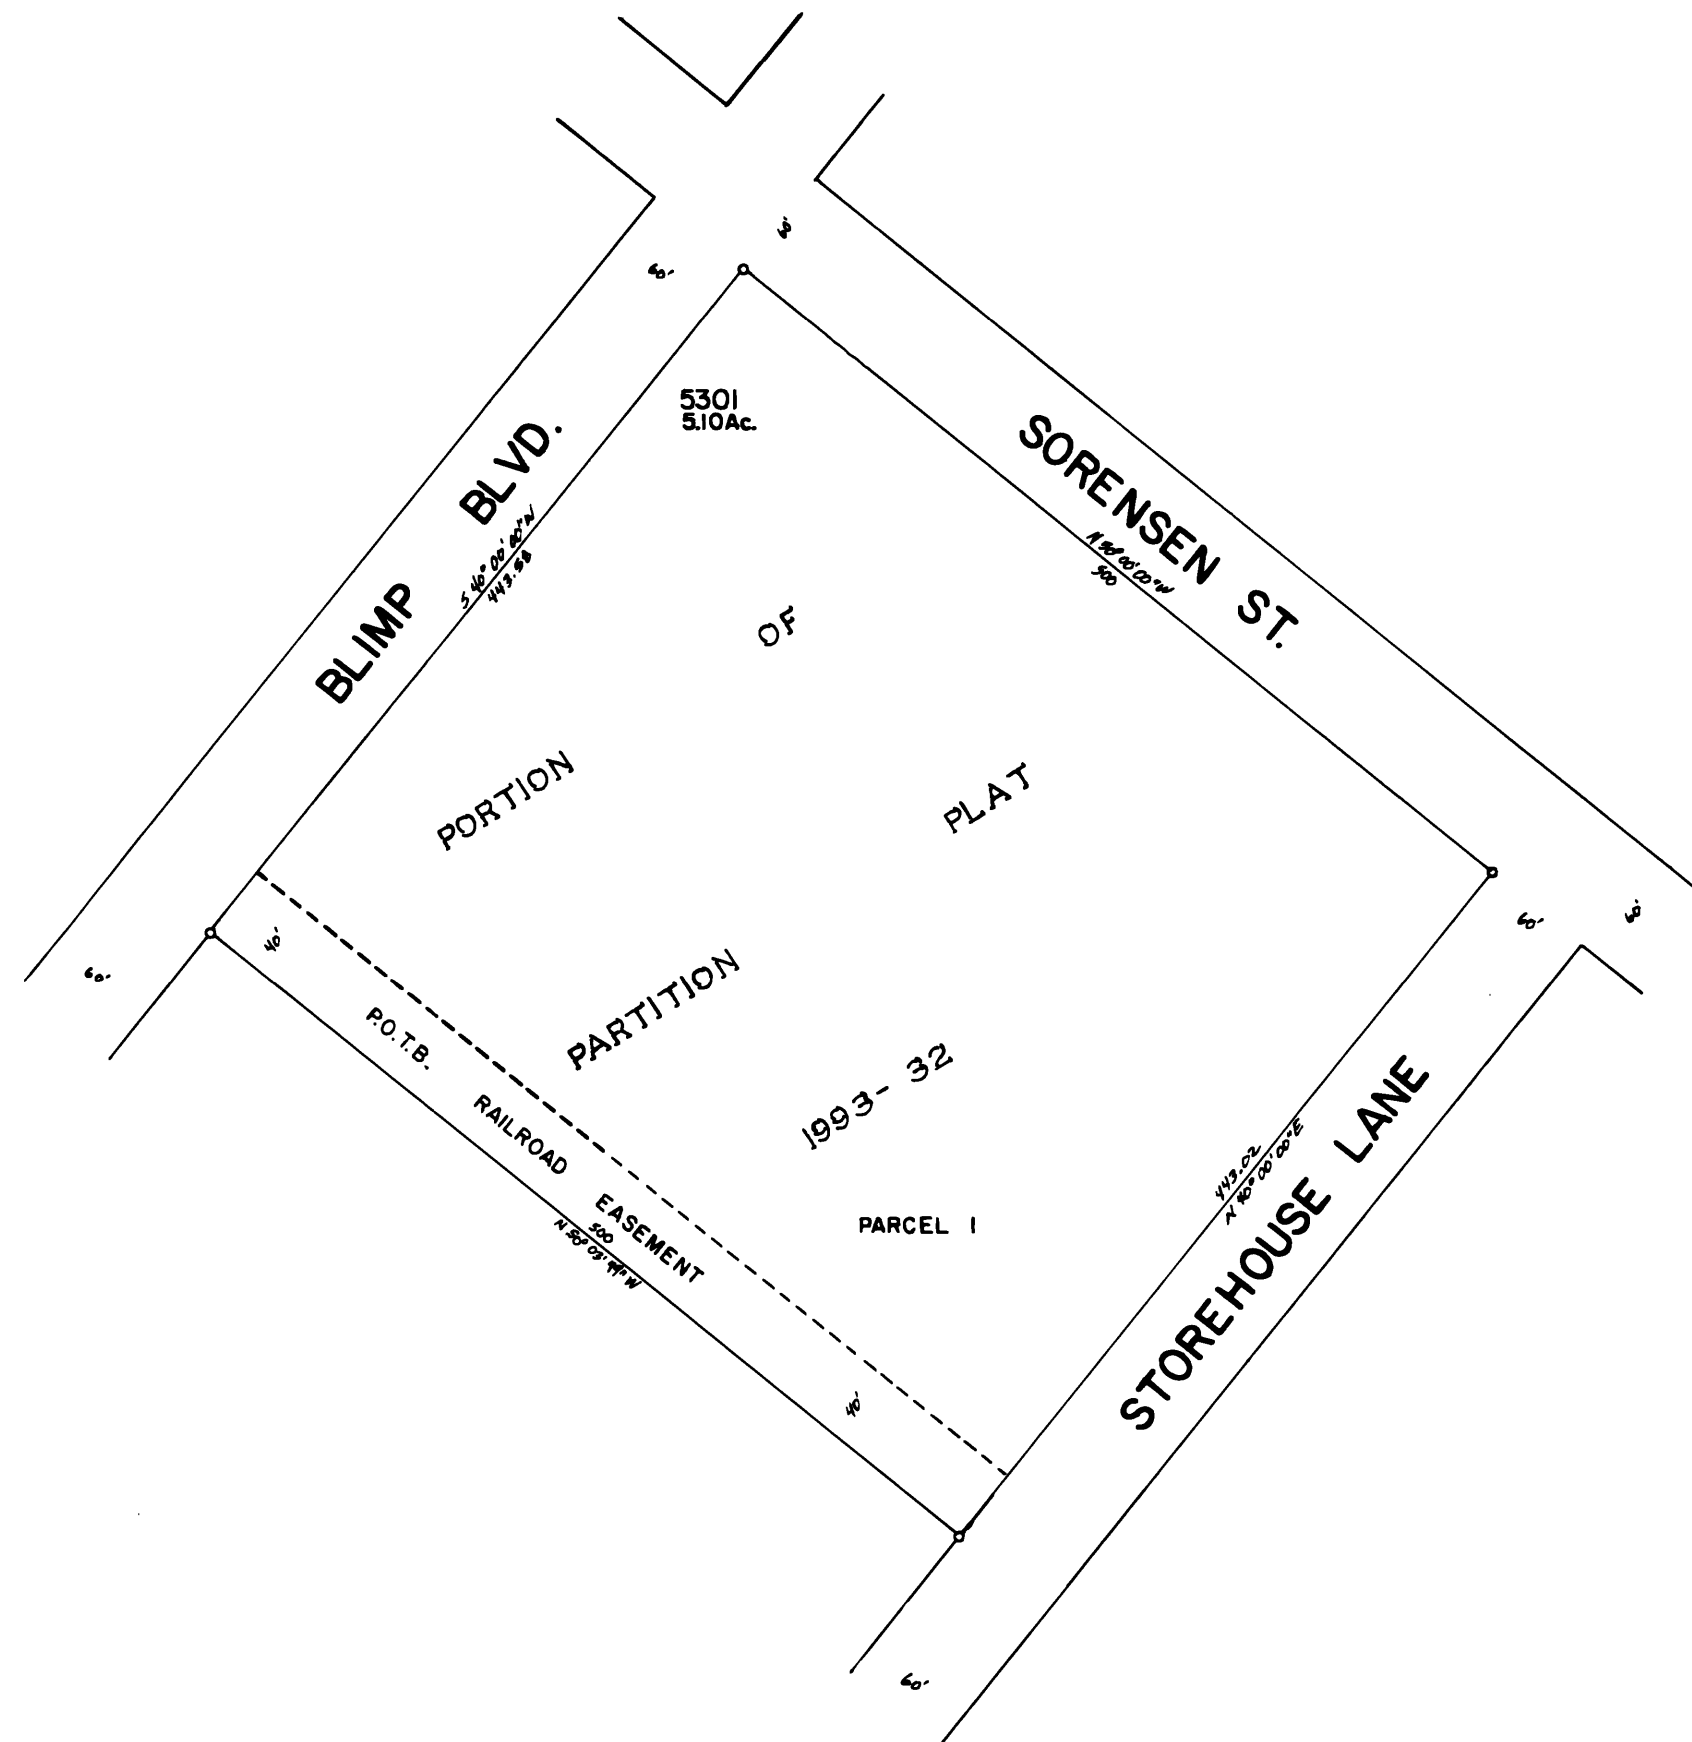 60'
60'
5301
5.10Ac.
BLIMP BLVD.
S 40° 00' 00" W
443.58
SORENSEN ST.
N 50° 00' 00" W
500
PORTION OF
PARTITION PLAT
1993-32
PARCEL 1
40'
P.O.T.B. RAILROAD EASEMENT
500
40'
60'
443.02
N 40° 00' 00" E
STOREHOUSE LANE
60'
60'
60'